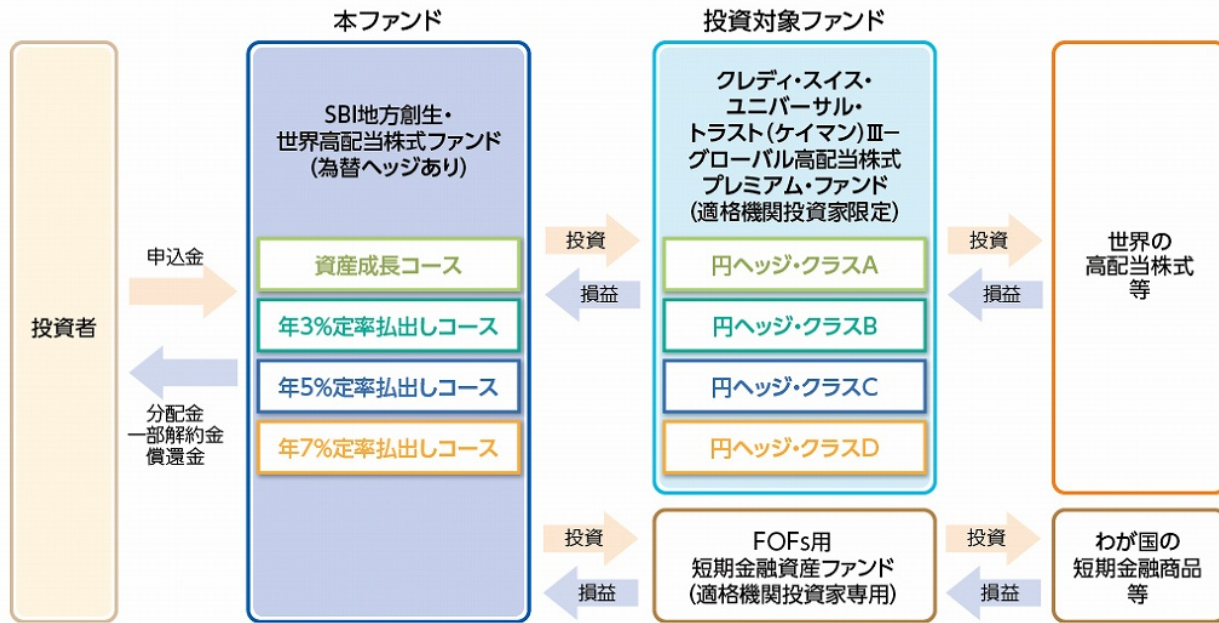 本ファンド
投資対象ファンド
投資者
申込金
分配金
一部解約金
償還金
SBI地方創生・
世界高配当株式ファンド
(為替ヘッジあり)
資産成長コース
年3%定率払出しコース
年5%定率払出しコース
年7%定率払出しコース
投資
損益
クレディ・スイス・
ユニバーサル・
トラスト(ケイマン)Ⅲ−
グローバル高配当株式
プレミアム・ファンド
(適格機関投資家限定)
円ヘッジ・クラスA
円ヘッジ・クラスB
円ヘッジ・クラスC
円ヘッジ・クラスD
投資
損益
世界の
高配当株式
等
投資
損益
FOFs用
短期金融資産ファンド
(適格機関投資家専用)
投資
損益
わが国の
短期金融商品
等